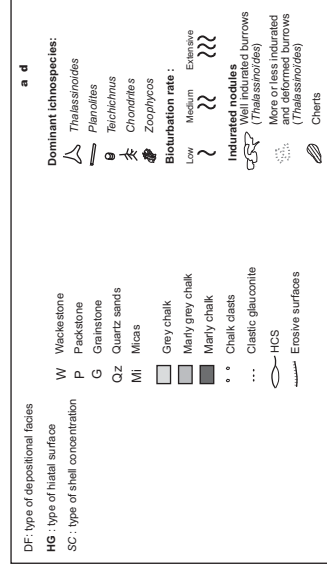 DF: type of depositional facies
HG : type of hiatal surface
SC : type of shell concentration
W Wackestone
P Packstone
G Grainstone
Qz Quartz sands
Mi Micas
Grey chalk
Marly grey chalk
Marly chalk
Chalk clasts
Clastic glauconite
HCS
Erosive surfaces
a d
Dominant ichnospecies:
Thalassinoides
Planolites
Teichichnus
Chondrites
Zoophycos
Bioturbation rate :
Low Medium Extensive
Indurated nodules
Well indurated burrows
(Thalassinoïdes)
More or less indurated
and deformed burrows
(Thalassinoïdes)
Cherts